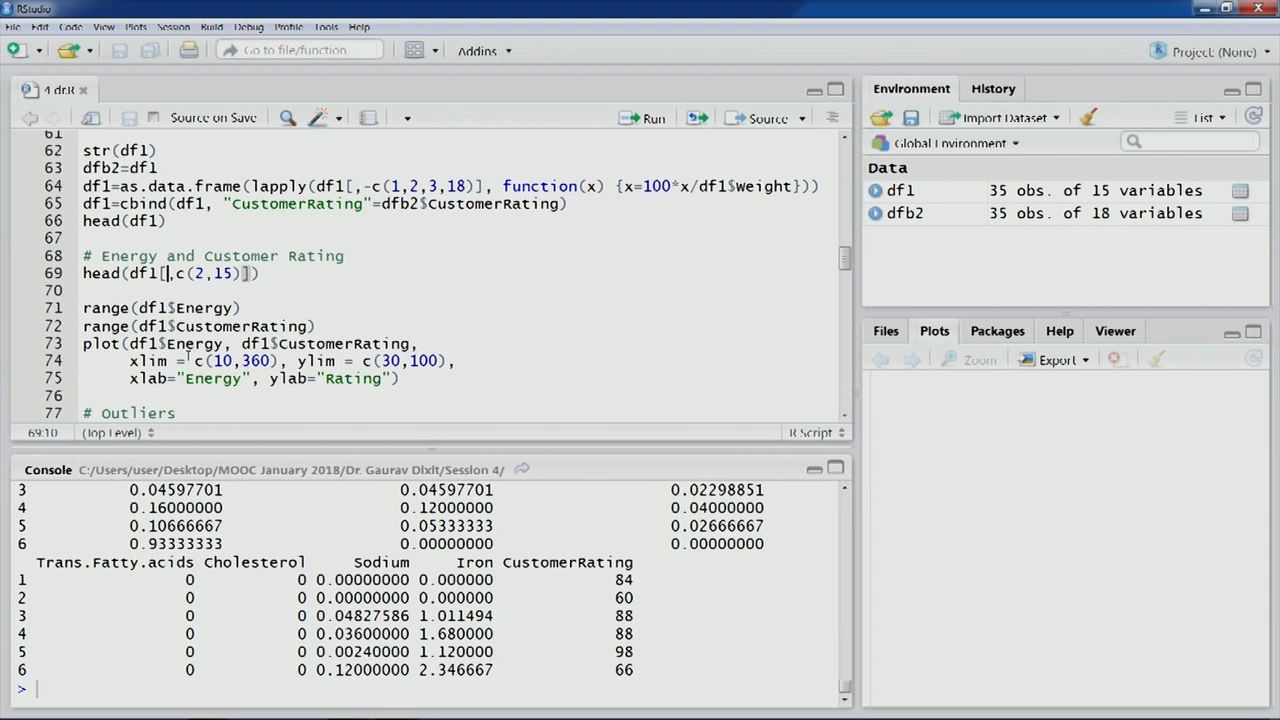 RStudio
File Edit Code View Plots Session Build Debug Profile Tools Help
Go to file/function Addins Project: (None)
4 dr.R
Source on Save Run Source
61
62 str(df1)
63 dfb2=df1
64 df1=as.data.frame(lapply(df1[,-c(1,2,3,18)], function(x) {x=100*x/df1$Weight}))
65 df1=cbind(df1, "CustomerRating"=dfb2$CustomerRating)
66 head(df1)
67
68 # Energy and Customer Rating
69 head(df1[,c(2,15)])
70
71 range(df1$Energy)
72 range(df1$CustomerRating)
73 plot(df1$Energy, df1$CustomerRating,
74 xlim = c(10,360), ylim = c(30,100),
75 xlab="Energy", ylab="Rating")
76
77 # Outliers
69:10 (Top Level) R Script
Console C:/Users/user/Desktop/MOOC January 2018/Dr. Gaurav Dixit/Session 4/
3 0.04597701 0.04597701 0.02298851
4 0.16000000 0.12000000 0.04000000
5 0.10666667 0.05333333 0.02666667
6 0.93333333 0.00000000 0.00000000
Trans.Fatty.acids Cholesterol Sodium Iron CustomerRating
1 0 0 0.00000000 0.000000 84
2 0 0 0.00000000 0.000000 60
3 0 0 0.04827586 1.011494 88
4 0 0 0.03600000 1.680000 88
5 0 0 0.00240000 1.120000 98
6 0 0 0.12000000 2.346667 66
>
Environment History
Import Dataset List
Global Environment
Data
df1 35 obs. of 15 variables
dfb2 35 obs. of 18 variables
Files Plots Packages Help Viewer
Zoom Export